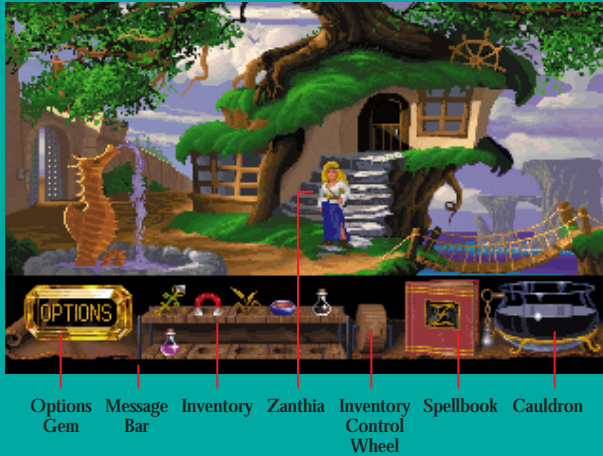 OPTIONS
Options Gem
Message Bar
Inventory
Zanthia
Inventory Control Wheel
Spellbook
Cauldron